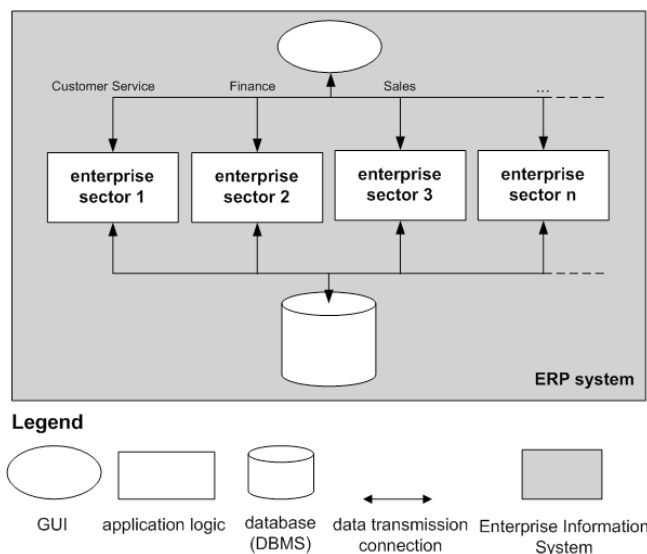 Customer Service Finance Sales ...
enterprise sector 1
enterprise sector 2
enterprise sector 3
enterprise sector n
ERP system
Legend
GUI
application logic
database (DBMS)
data transmission connection
Enterprise Information System